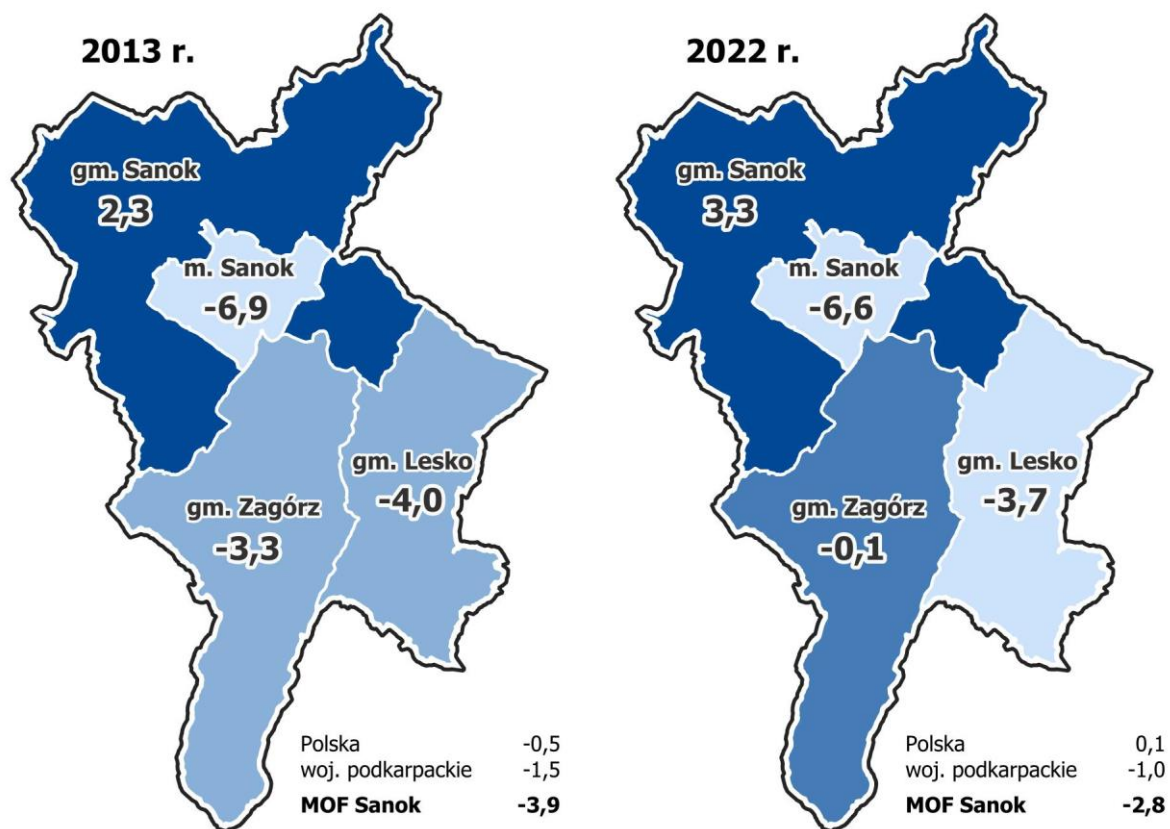 2013 r.
gm. Sanok
2,3
m. Sanok
-6,9
gm. Lesko
-4,0
gm. Zagórz
-3,3
Polska -0,5
woj. podkarpackie -1,5
MOF Sanok -3,9
2022 r.
gm. Sanok
3,3
m. Sanok
-6,6
gm. Lesko
-3,7
gm. Zagórz
-0,1
Polska 0,1
woj. podkarpackie -1,0
MOF Sanok -2,8